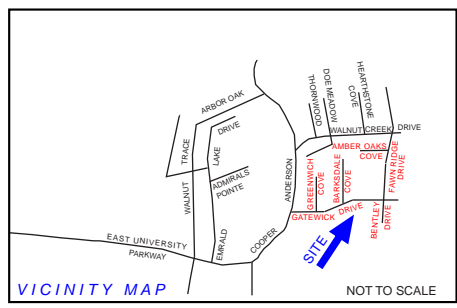 HEARTHSTONE
COVE
DOE MEADOW
THORNWOOD
ARBOR OAK
DRIVE
WALNUT CREEK DRIVE
AMBER OAKS
COVE
TRACE
LAKE
ADMIRALS
POINTE
WALNUT
EMRALD
ANDERSON
COOPER
GREENWICH
COVE
BARKSDALE
COVE
FAWN RIDGE
DRIVE
GATEWICK DRIVE
BENTLEY
DRIVE
EAST UNIVERSITY
PARKWAY
SITE
VICINITY MAP
NOT TO SCALE